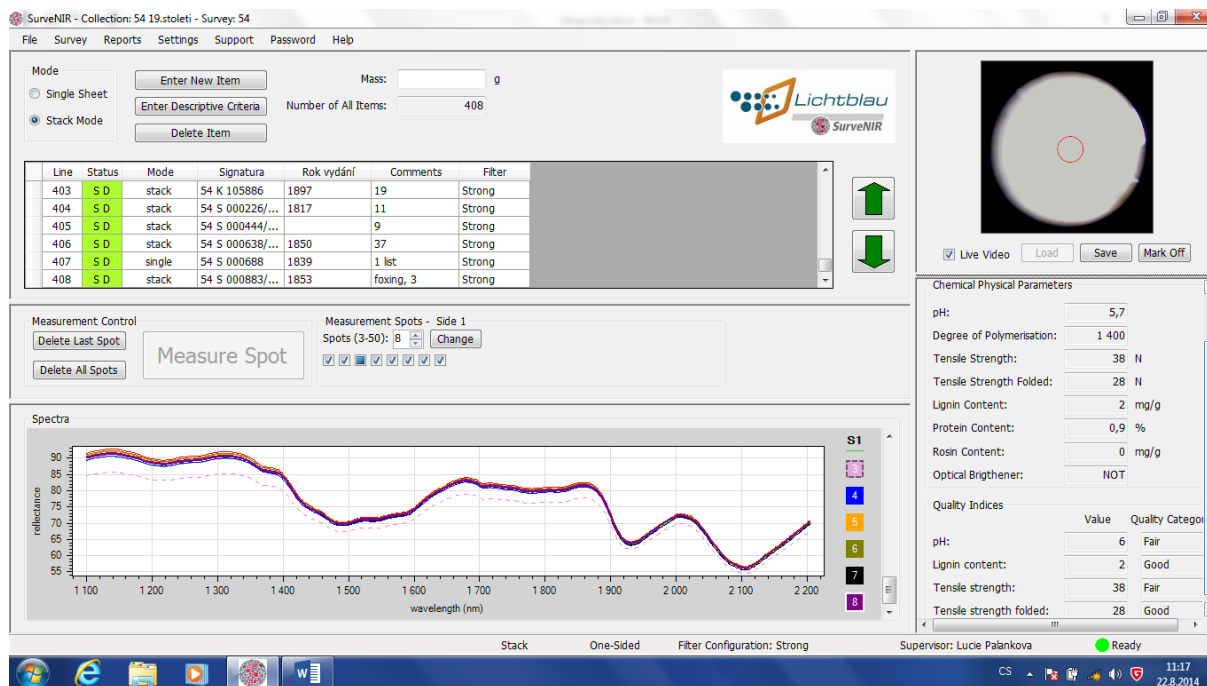 SurveNIR - Collection: 54 19.stoleti - Survey: 54
File Survey Reports Settings Support Password Help
Mode
Single Sheet
Stack Mode
Enter New Item
Enter Descriptive Criteria
Delete Item
Mass: g
Number of All Items: 408
Lichtblau
SurveNIR
Line Status Mode Signatura Rok vydání Comments Filter
403 S D stack 54 K 105886 1897 19 Strong
404 S D stack 54 S 000226/... 1817 11 Strong
405 S D stack 54 S 000444/... 9 Strong
406 S D stack 54 S 000638/... 1850 37 Strong
407 S D single 54 S 000688 1839 1 list Strong
408 S D stack 54 S 000883/... 1853 foxing, 3 Strong
Live Video Load Save Mark Off
Measurement Control
Delete Last Spot
Delete All Spots
Measure Spot
Measurement Spots - Side 1
Spots (3-50): 8 Change
Chemical Physical Parameters
pH: 5,7
Degree of Polymerisation: 1 400
Tensile Strength: 38 N
Tensile Strength Folded: 28 N
Lignin Content: 2 mg/g
Protein Content: 0,9 %
Rosin Content: 0 mg/g
Optical Brigthener: NOT
Quality Indices
Value Quality Categor
pH: 6 Fair
Lignin content: 2 Good
Tensile strength: 38 Fair
Tensile strength folded: 28 Good
Spectra
reflectance
90
85
80
75
70
65
60
55
1 100 1 200 1 300 1 400 1 500 1 600 1 700 1 800 1 900 2 000 2 100 2 200
wavelength (nm)
S1
3
4
5
6
7
8
Stack One-Sided Filter Configuration: Strong Supervisor: Lucie Palankova Ready
CS 11:17
22.8.2014